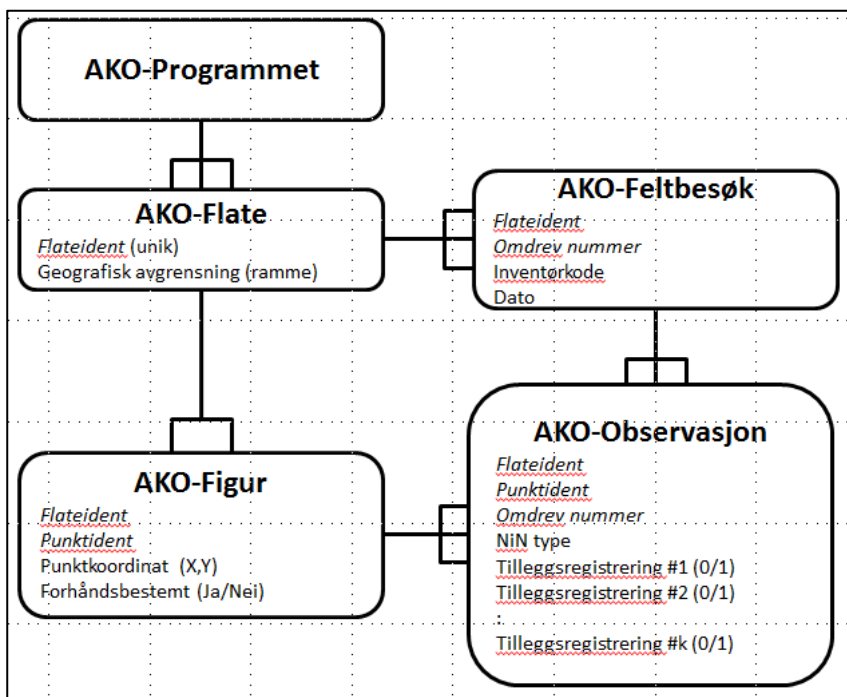 AKO-Programmet
AKO-Flate
Flateident (unik)
Geografisk avgrensning (ramme)
AKO-Feltbesøk
Flateident
Omdrev nummer
Inventørkode
Dato
AKO-Figur
Flateident
Punktident
Punktkoordinat (X,Y)
Forhåndsbestemt (Ja/Nei)
AKO-Observasjon
Flateident
Punktident
Omdrev nummer
NiN type
Tilleggsregistrering #1 (0/1)
Tilleggsregistrering #2 (0/1)
:
Tilleggsregistrering #k (0/1)